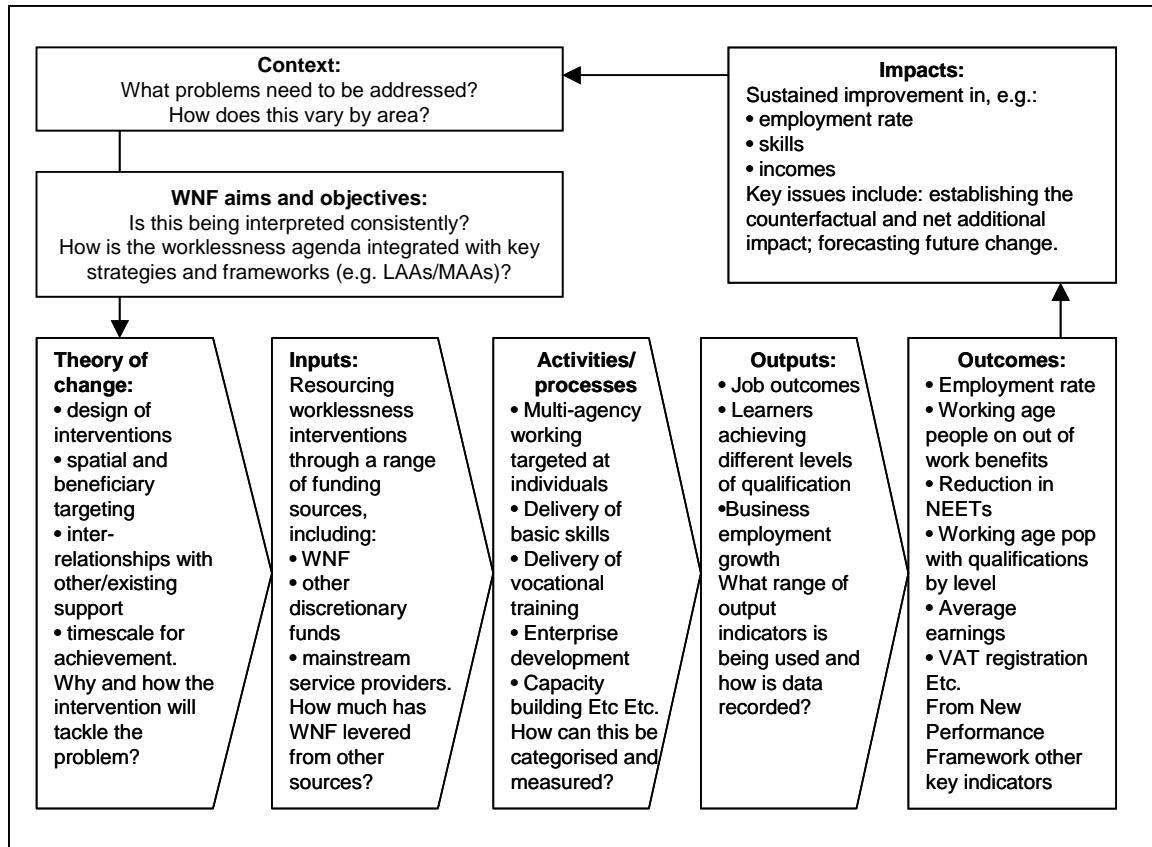 Context:
What problems need to be addressed?
How does this vary by area?
WNF aims and objectives:
Is this being interpreted consistently?
How is the worklessness agenda integrated with key
strategies and frameworks (e.g. LAAs/MAAs)?
Impacts:
Sustained improvement in, e.g.:
• employment rate
• skills
• incomes
Key issues include: establishing the
counterfactual and net additional
impact; forecasting future change.
Theory of
change:
• design of
interventions
• spatial and
beneficiary
targeting
• inter-
relationships with
other/existing
support
• timescale for
achievement.
Why and how the
intervention will
tackle the
problem?
Inputs:
Resourcing
worklessness
interventions
through a range
of funding
sources,
including:
• WNF
• other
discretionary
funds
• mainstream
service providers.
How much has
WNF levered
from other
sources?
Activities/
processes
• Multi-agency
working
targeted at
individuals
• Delivery of
basic skills
• Delivery of
vocational
training
• Enterprise
development
• Capacity
building Etc Etc.
How can this be
categorised and
measured?
Outputs:
• Job outcomes
• Learners
achieving
different levels
of qualification
•Business
employment
growth
What range of
output
indicators is
being used and
how is data
recorded?
Outcomes:
• Employment rate
• Working age
people on out of
work benefits
• Reduction in
NEETs
• Working age pop
with qualifications
by level
• Average
earnings
• VAT registration
Etc.
From New
Performance
Framework other
key indicators